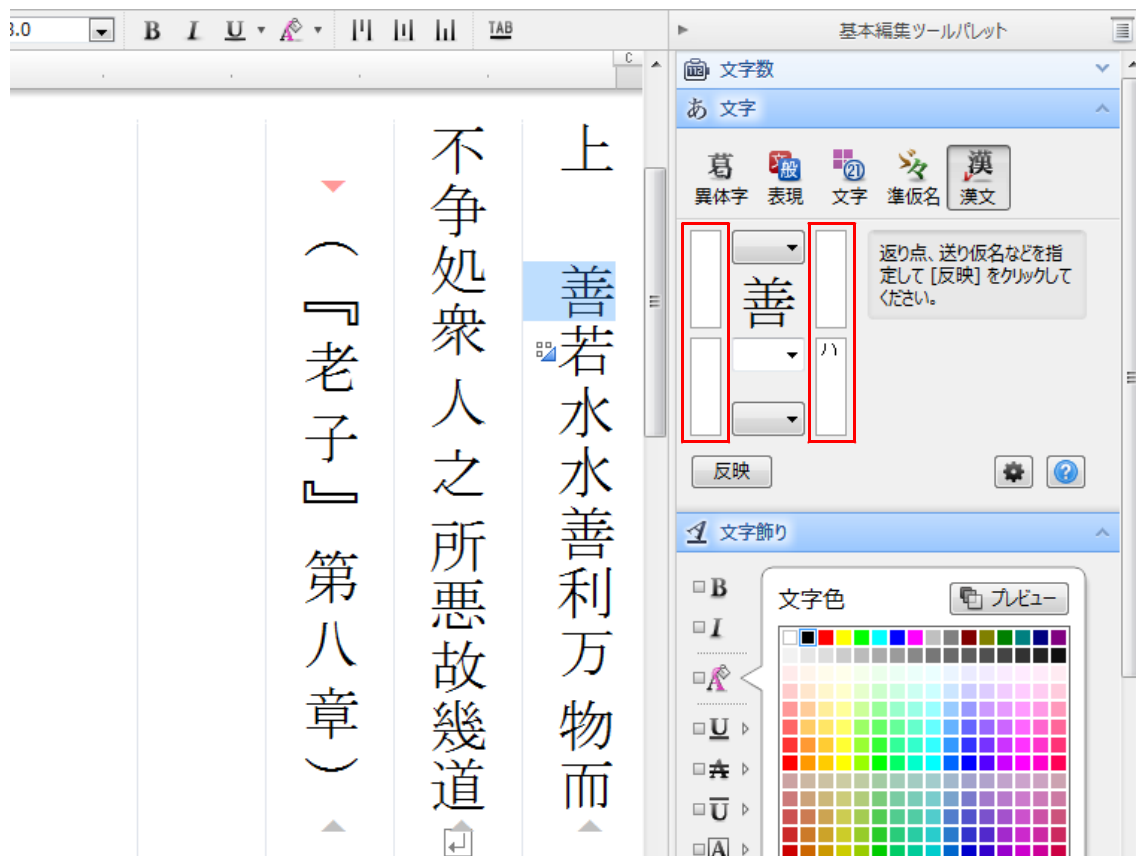 3.0
B I U A TAB
C
基本編集ツールパレット
文字数
あ 文字
葛 異体字
文般 表現
21 文字
準仮名
漢 漢文
善
ハ
返り点、送り仮名などを指
定して [反映] をクリックして
ください。
反映
?
A 文字飾り
B
I
A
U
A
U
A
文字色
プレビュー
上 善若水水善利万物而
不争処衆人之所悪故幾道
(『老子』第八章)